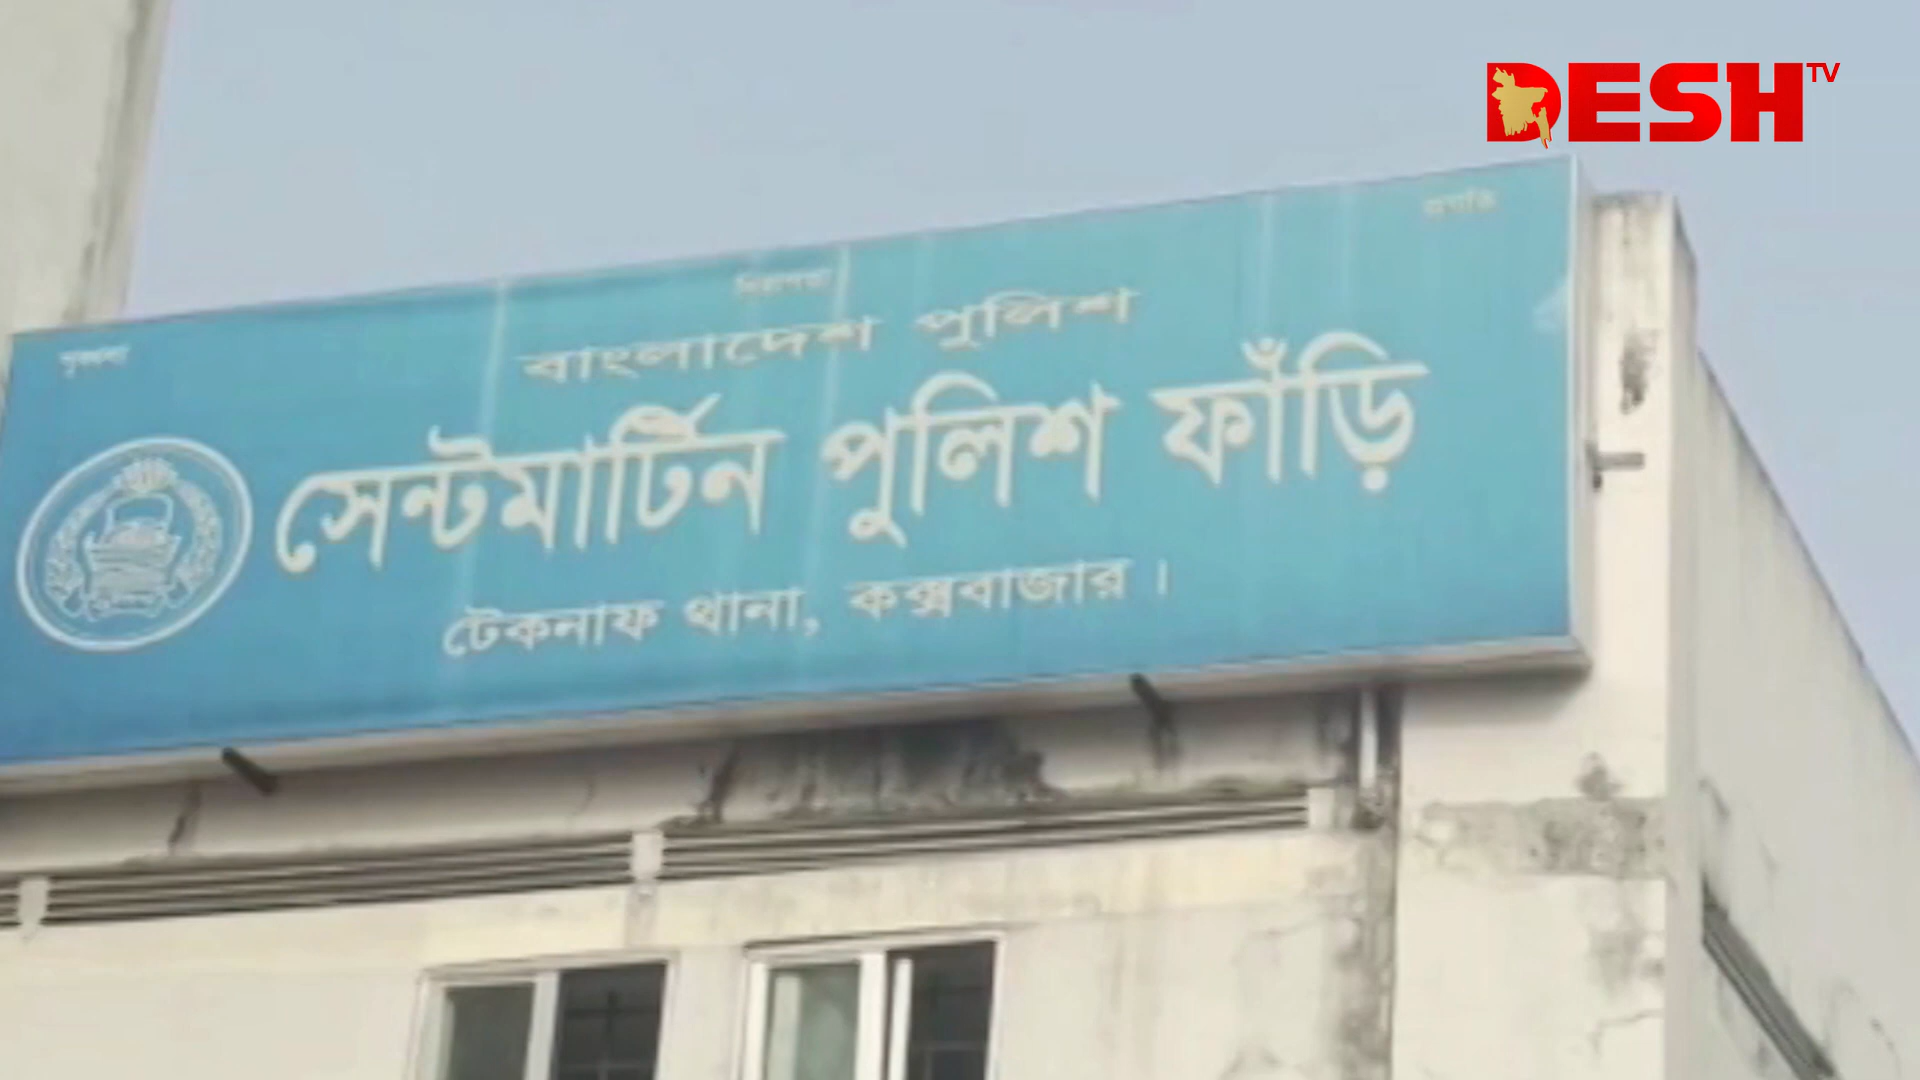 DESH TV
বাংলাদেশ পুলিশ
সেন্টমার্টিন পুলিশ ফাঁড়ি
টেকনাফ থানা, কক্সবাজার ।